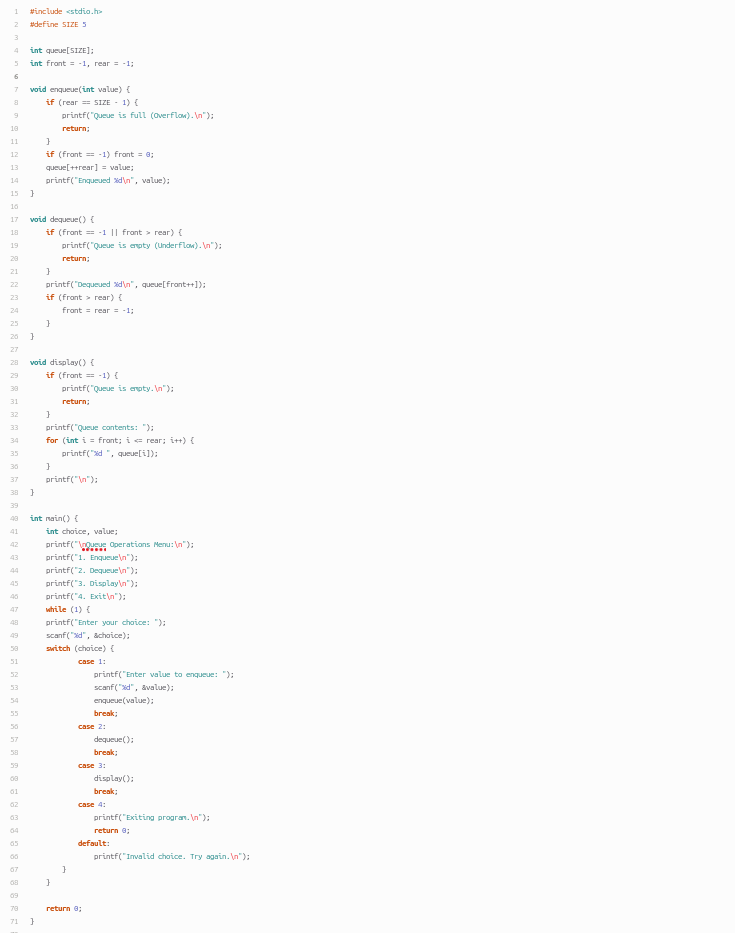 1 #include <stdio.h>
2 #define SIZE 5
3
4 int queue[SIZE];
5 int front = -1, rear = -1;
6
7 void enqueue(int value) {
8     if (rear == SIZE - 1) {
9         printf("Queue is full (Overflow).\n");
10         return;
11     }
12     if (front == -1) front = 0;
13     queue[++rear] = value;
14     printf("Enqueued %d\n", value);
15 }
16
17 void dequeue() {
18     if (front == -1 || front > rear) {
19         printf("Queue is empty (Underflow).\n");
20         return;
21     }
22     printf("Dequeued %d\n", queue[front++]);
23     if (front > rear) {
24         front = rear = -1;
25     }
26 }
27
28 void display() {
29     if (front == -1) {
30         printf("Queue is empty.\n");
31         return;
32     }
33     printf("Queue contents: ");
34     for (int i = front; i <= rear; i++) {
35         printf("%d ", queue[i]);
36     }
37     printf("\n");
38 }
39
40 int main() {
41     int choice, value;
42     printf("\nQueue Operations Menu:\n");
43     printf("1. Enqueue\n");
44     printf("2. Dequeue\n");
45     printf("3. Display\n");
46     printf("4. Exit\n");
47     while (1) {
48     printf("Enter your choice: ");
49     scanf("%d", &choice);
50     switch (choice) {
51             case 1:
52                 printf("Enter value to enqueue: ");
53                 scanf("%d", &value);
54                 enqueue(value);
55                 break;
56             case 2:
57                 dequeue();
58                 break;
59             case 3:
60                 display();
61                 break;
62             case 4:
63                 printf("Exiting program.\n");
64                 return 0;
65             default:
66                 printf("Invalid choice. Try again.\n");
67         }
68     }
69
70     return 0;
71 }